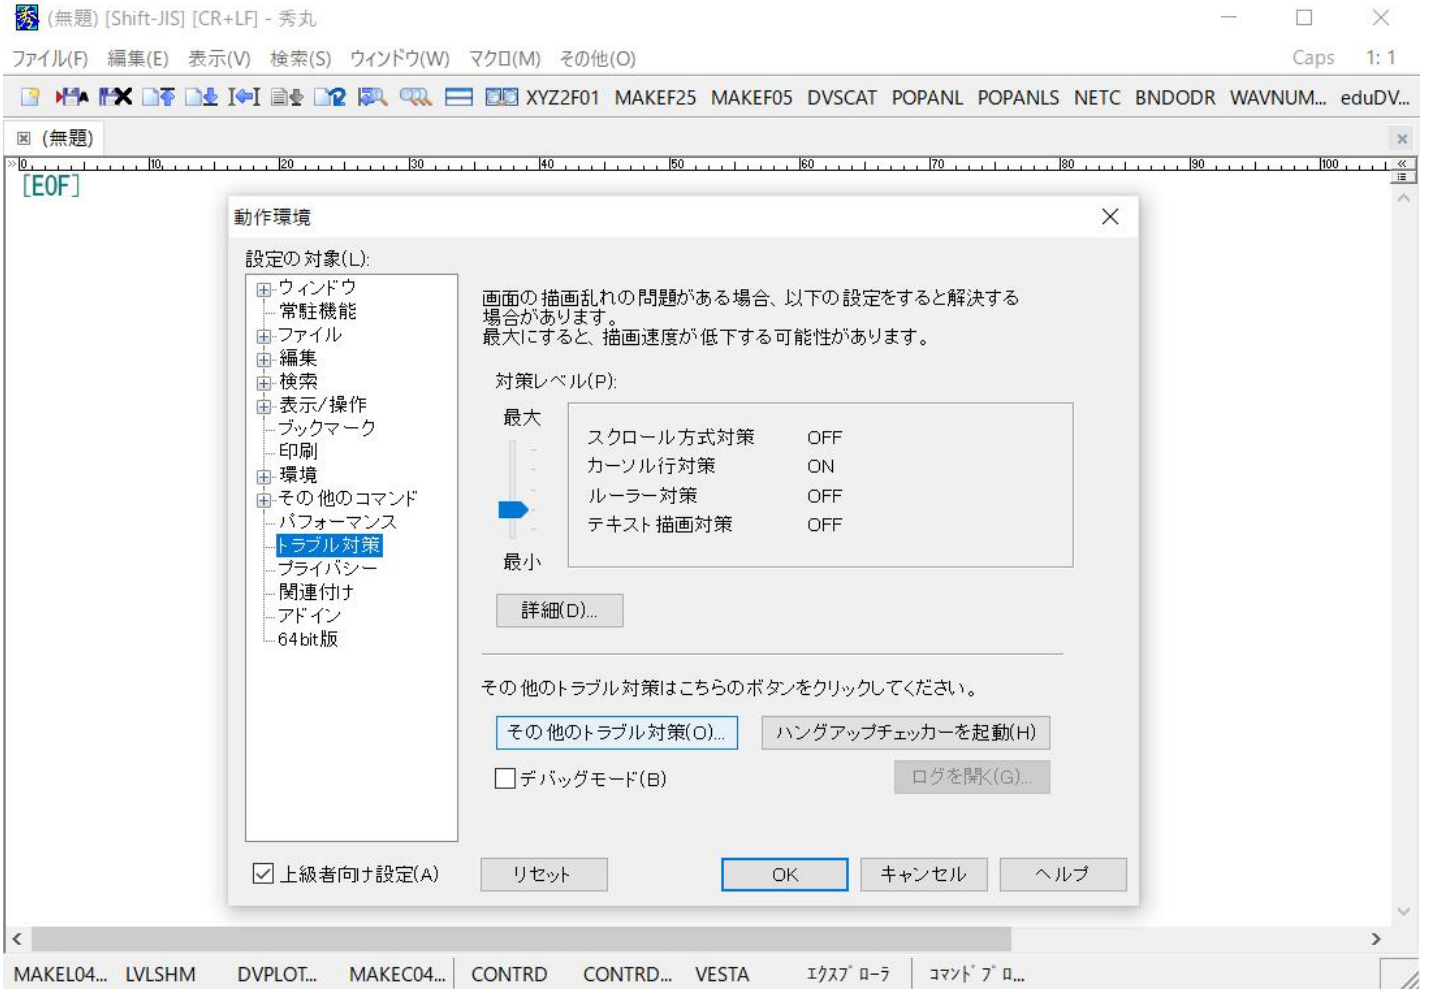 (無題) [Shift-JIS] [CR+LF] - 秀丸
ファイル(F) 編集(E) 表示(V) 検索(S) ウィンドウ(W) マクロ(M) その他(O) Caps 1: 1
XYZ2F01 MAKEF25 MAKEF05 DVSCAT POPANL POPANLS NETC BNDODR WAVNUM... eduDV...
(無題)
0 10 20 30 40 50 60 70 80 90 100
[EOF]
動作環境
設定の対象(L):
ウィンドウ
常駐機能
ファイル
編集
検索
表示/操作
ブックマーク
印刷
環境
その他のコマンド
パフォーマンス
トラブル対策
プライバシー
関連付け
アドイン
64bit版
画面の描画乱れの問題がある場合、以下の設定をすると解決する
場合があります。
最大にすると、描画速度が低下する可能性があります。
対策レベル(P):
最大
最小
スクロール方式対策 OFF
カーソル行対策 ON
ルーラー対策 OFF
テキスト描画対策 OFF
詳細(D)...
その他のトラブル対策はこちらのボタンをクリックしてください。
その他のトラブル対策(O)... ハングアップチェッカーを起動(H)
デバッグモード(B) ログを開く(G)...
上級者向け設定(A) リセット OK キャンセル ヘルプ
MAKEL04... LVLSHM DVPLOT... MAKEC04... CONTRD CONTRD... VESTA ｴｸｽﾌﾟﾛｰﾗ ｺﾏﾝﾄﾞﾌﾟﾛ...